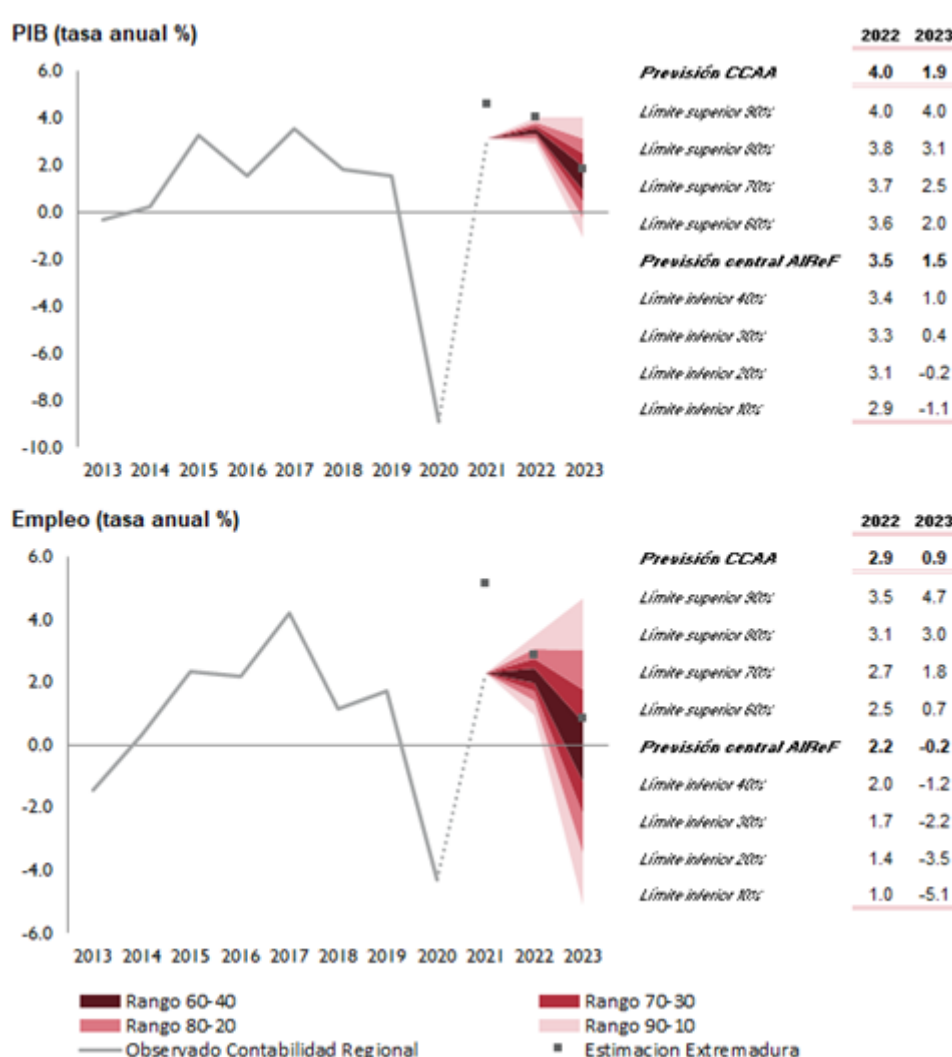 PIB (tasa anual %)
2022 2023
Previsión CCAA 4.0 1.9
Límite superior 90% 4.0 4.0
Límite superior 80% 3.8 3.1
Límite superior 70% 3.7 2.5
Límite superior 60% 3.6 2.0
Previsión central AIReF 3.5 1.5
Límite inferior 40% 3.4 1.0
Límite inferior 30% 3.3 0.4
Límite inferior 20% 3.1 -0.2
Límite inferior 10% 2.9 -1.1
6.0
4.0
2.0
0.0
-2.0
-4.0
-6.0
-8.0
-10.0
2013 2014 2015 2016 2017 2018 2019 2020 2021 2022 2023
Empleo (tasa anual %)
2022 2023
Previsión CCAA 2.9 0.9
Límite superior 90% 3.5 4.7
Límite superior 80% 3.1 3.0
Límite superior 70% 2.7 1.8
Límite superior 60% 2.5 0.7
Previsión central AIReF 2.2 -0.2
Límite inferior 40% 2.0 -1.2
Límite inferior 30% 1.7 -2.2
Límite inferior 20% 1.4 -3.5
Límite inferior 10% 1.0 -5.1
6.0
4.0
2.0
0.0
-2.0
-4.0
-6.0
2013 2014 2015 2016 2017 2018 2019 2020 2021 2022 2023
Rango 60-40
Rango 70-30
Rango 80-20
Rango 90-10
Observado Contabilidad Regional
Estimacion Extremadura